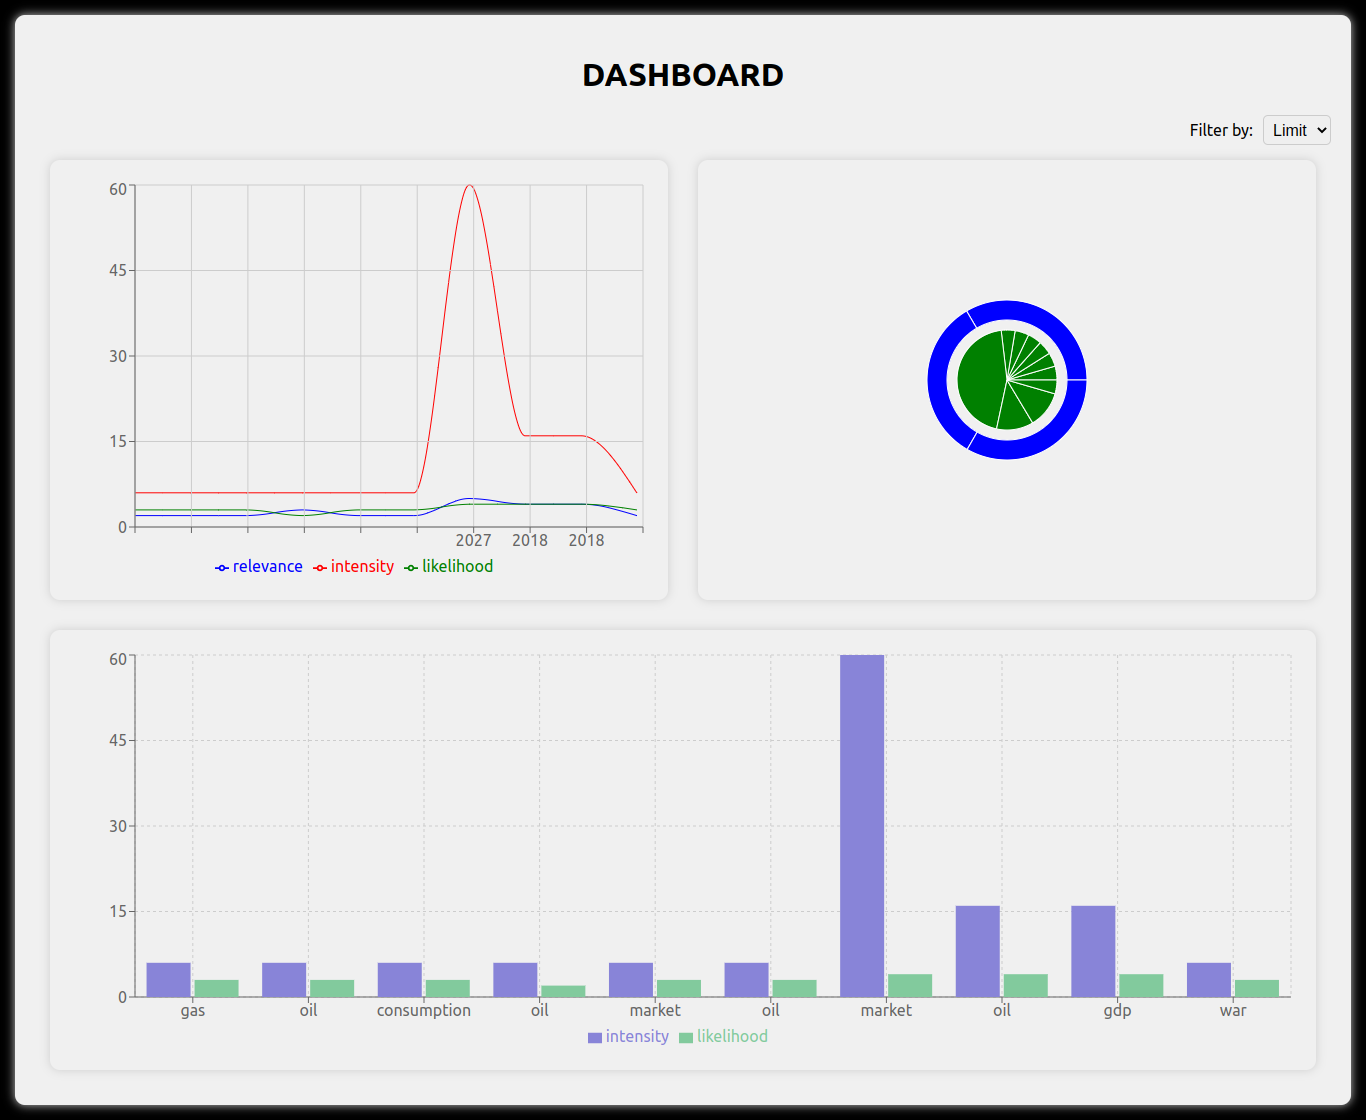 DASHBOARD
Filter by: Limit
60
45
30
15
0
2027 2018 2018
relevance intensity likelihood
60
45
30
15
0
gas oil consumption oil market oil market oil gdp war
intensity likelihood